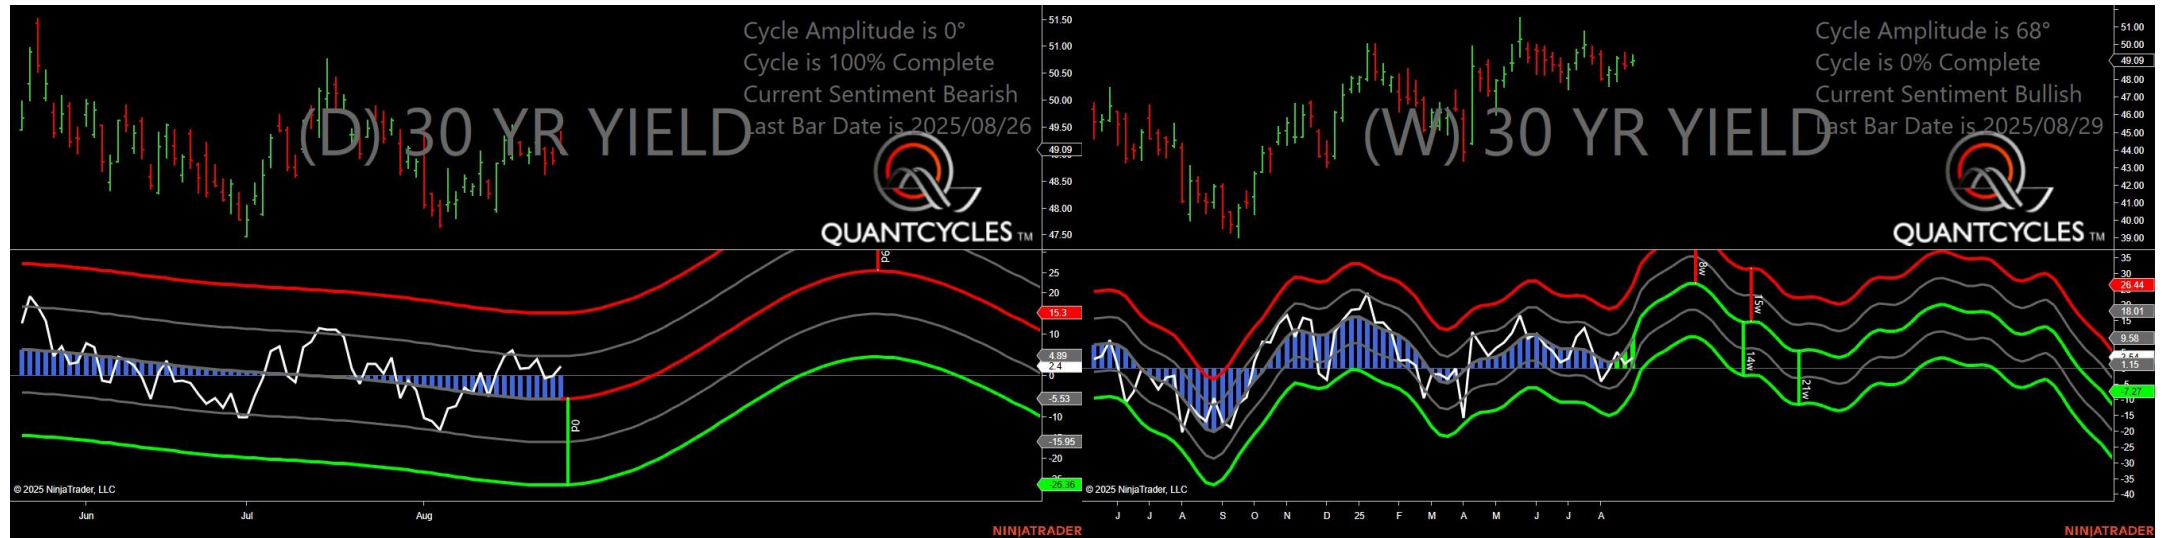 Cycle Amplitude is 0°
Cycle is 100% Complete
Current Sentiment Bearish
Last Bar Date is 2025/08/26
(D) 30 YR YIELD
QUANTCYCLES TM
51.50
51.00
50.50
50.00
49.50
49.09
48.50
48.00
47.50
25
20
15.3
10
4.89
2.4
0
-5.53
-10
-15.95
-20
-26.36
P0
© 2025 NinjaTrader, LLC
Jun Jul Aug
NINJATRADER
Cycle Amplitude is 68°
Cycle is 0% Complete
Current Sentiment Bullish
Last Bar Date is 2025/08/29
(W) 30 YR YIELD
QUANTCYCLES TM
51.00
50.00
49.09
48.00
47.00
46.00
45.00
44.00
43.00
42.00
41.00
40.00
39.00
8w
15w
14w
21w
35
30
26.44
18.01
15
9.58
1.15
-7.27
-10
-15
-20
-25
-30
-35
-40
© 2025 NinjaTrader, LLC
J J A S O N D 25 F M A M J J A
NINJATRADER